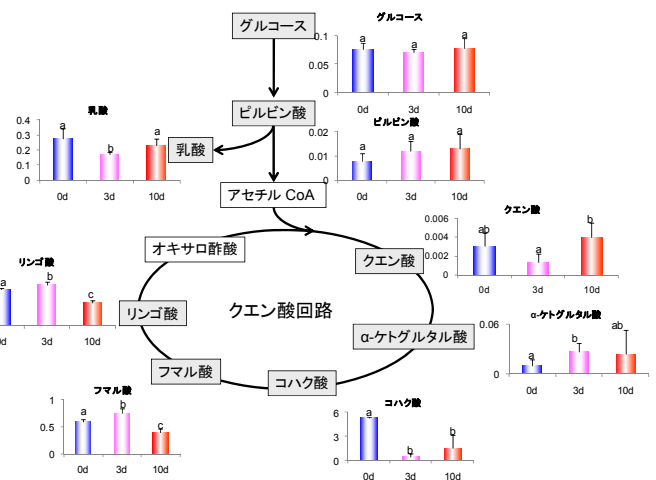 グルコース
グルコース
0.1
0.05
0
a
a
a
0d
3d
10d
ピルビン酸
ピルビン酸
0.02
0.01
0
a
a
a
0d
3d
10d
乳酸
乳酸
0.4
0.3
0.2
0.1
0
a
b
a
0d
3d
10d
アセチル CoA
クエン酸
クエン酸
0.006
0.004
0.002
0
ab
a
b
0d
3d
10d
オキサロ酢酸
クエン酸回路
リンゴ酸
リンゴ酸
a
b
c
0d
3d
10d
α-ケトグルタル酸
α-ケトグルタル酸
0.06
0
a
b
ab
0d
3d
10d
フマル酸
フマル酸
1
0.5
0
a
b
c
0d
3d
10d
コハク酸
コハク酸
6
3
0
a
b
b
0d
3d
10d